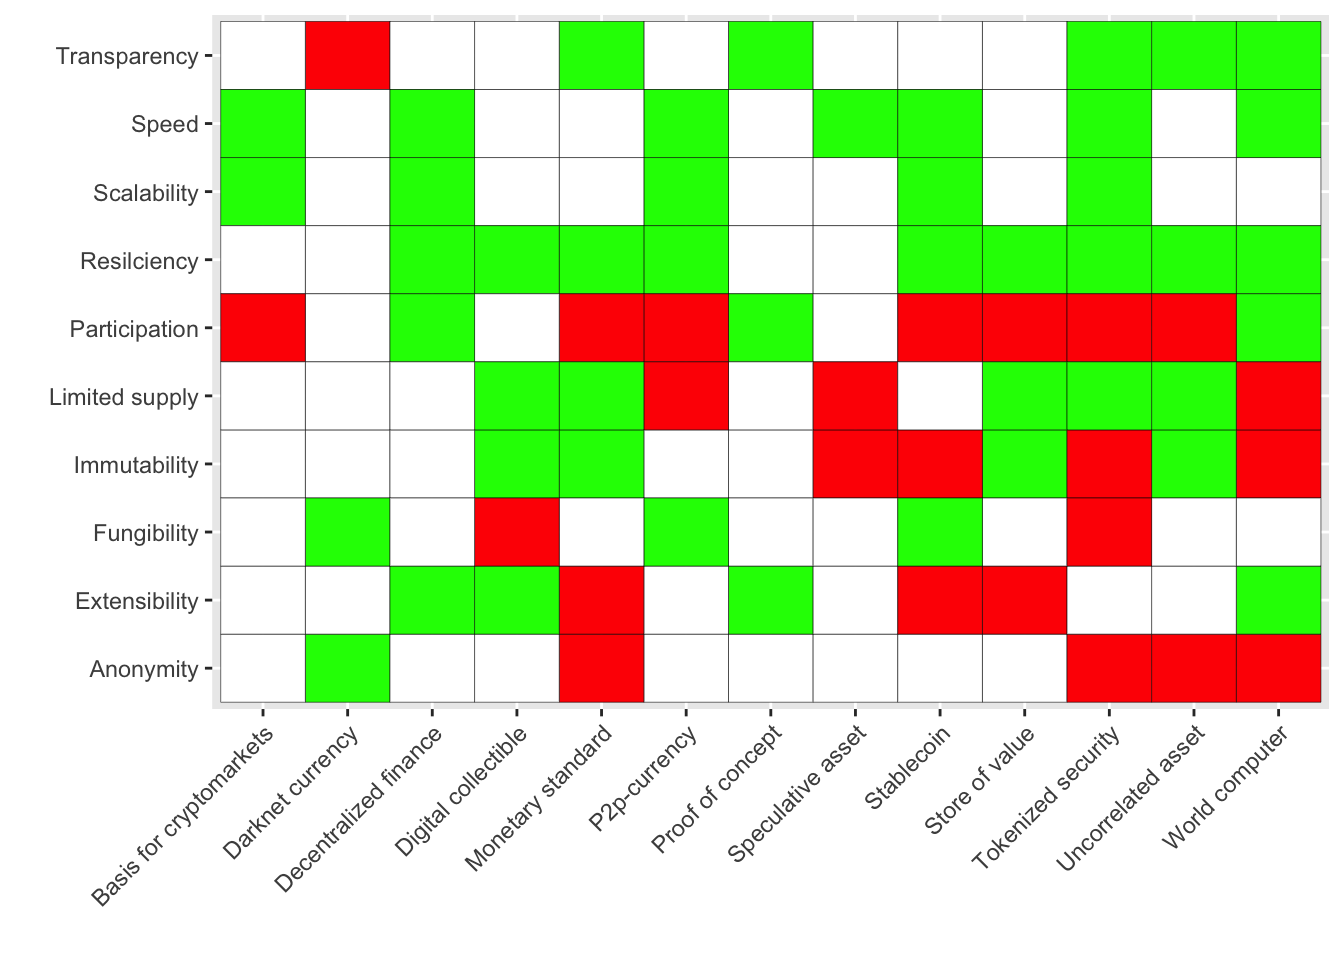 Transparency
Speed
Scalability
Resilciency
Participation
Limited supply
Immutability
Fungibility
Extensibility
Anonymity
Basis for cryptomarkets
Darknet currency
Decentralized finance
Digital collectible
Monetary standard
P2p-currency
Proof of concept
Speculative asset
Stablecoin
Store of value
Tokenized security
Uncorrelated asset
World computer